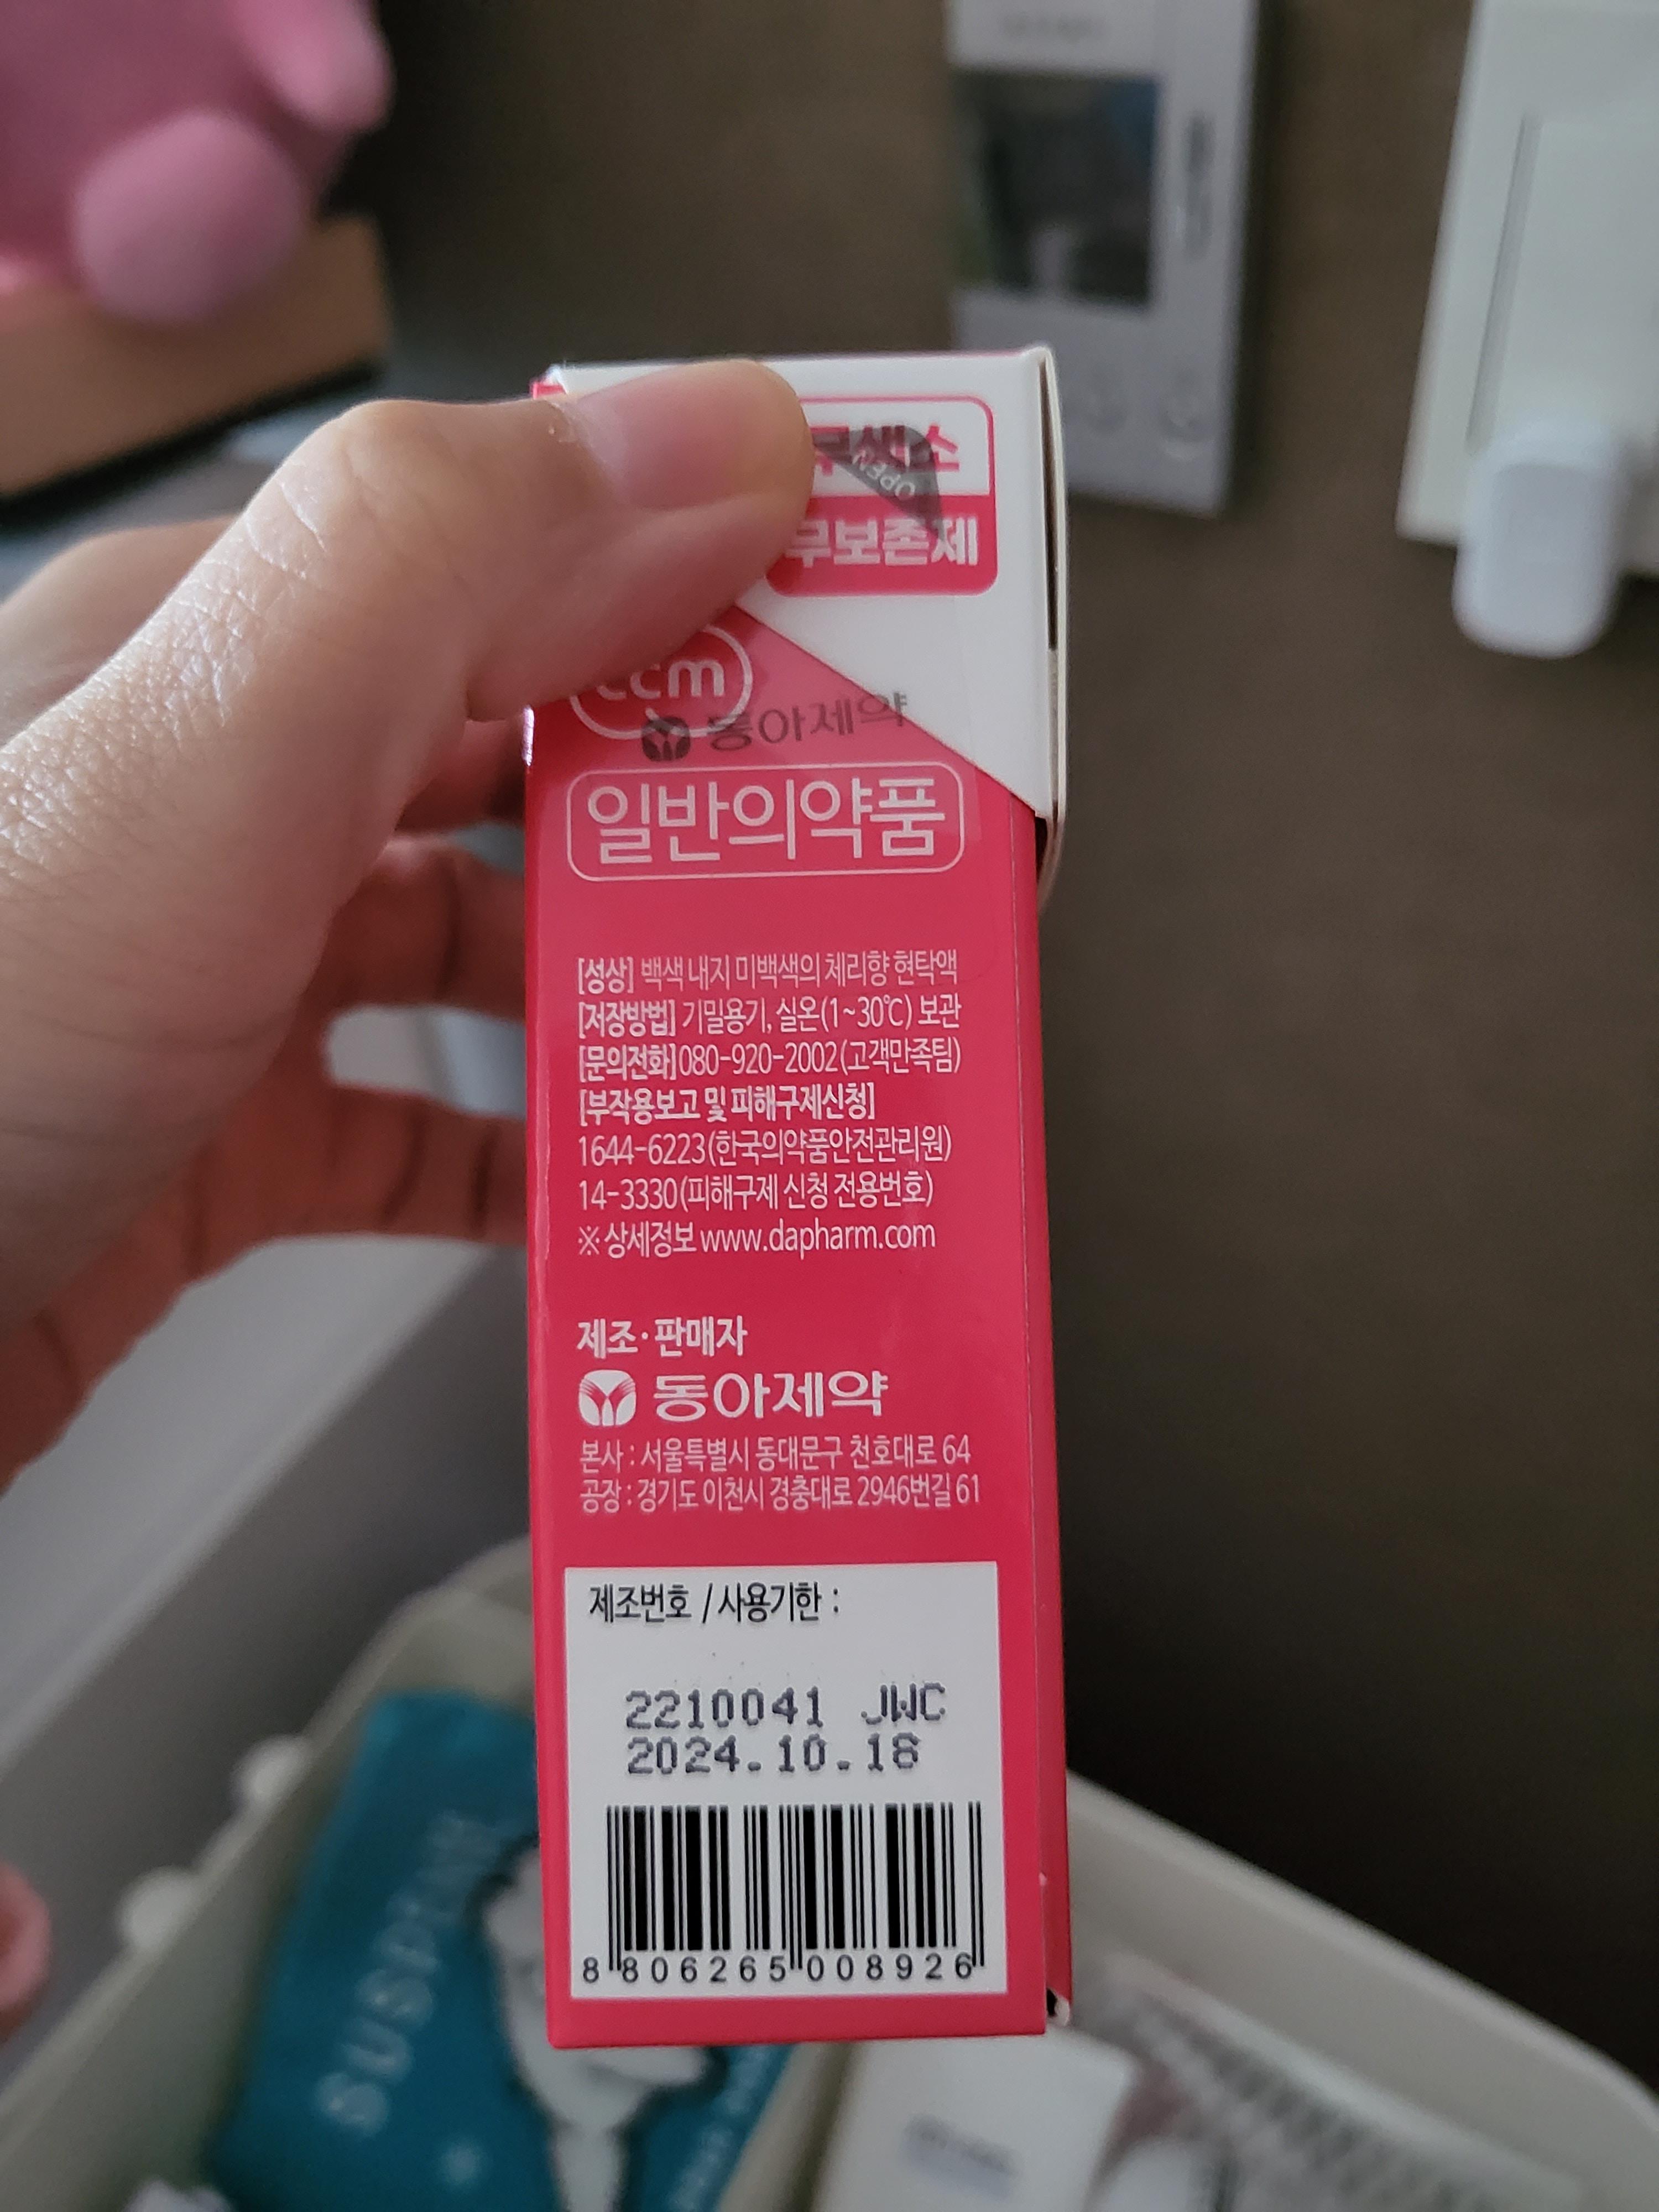 무색소
OPEN
무보존제
ccm
동아제약
일반의약품
[성상] 백색 내지 미백색의 체리향 현탁액
[저장방법] 기밀용기, 실온(1~30℃) 보관
[문의전화]080-920-2002(고객만족팀)
[부작용보고 및 피해구제신청]
1644-6223(한국의약품안전관리원)
14-3330(피해구제 신청 전용번호)
※ 상세정보 www.dapharm.com
제조·판매자
동아제약
본사 : 서울특별시 동대문구 천호대로 64
공장 : 경기도 이천시 경충대로 2946번길 61
제조번호 /사용기한 :
2210041 JWC
2024.10.18
8 806265 008926
SUSPEN